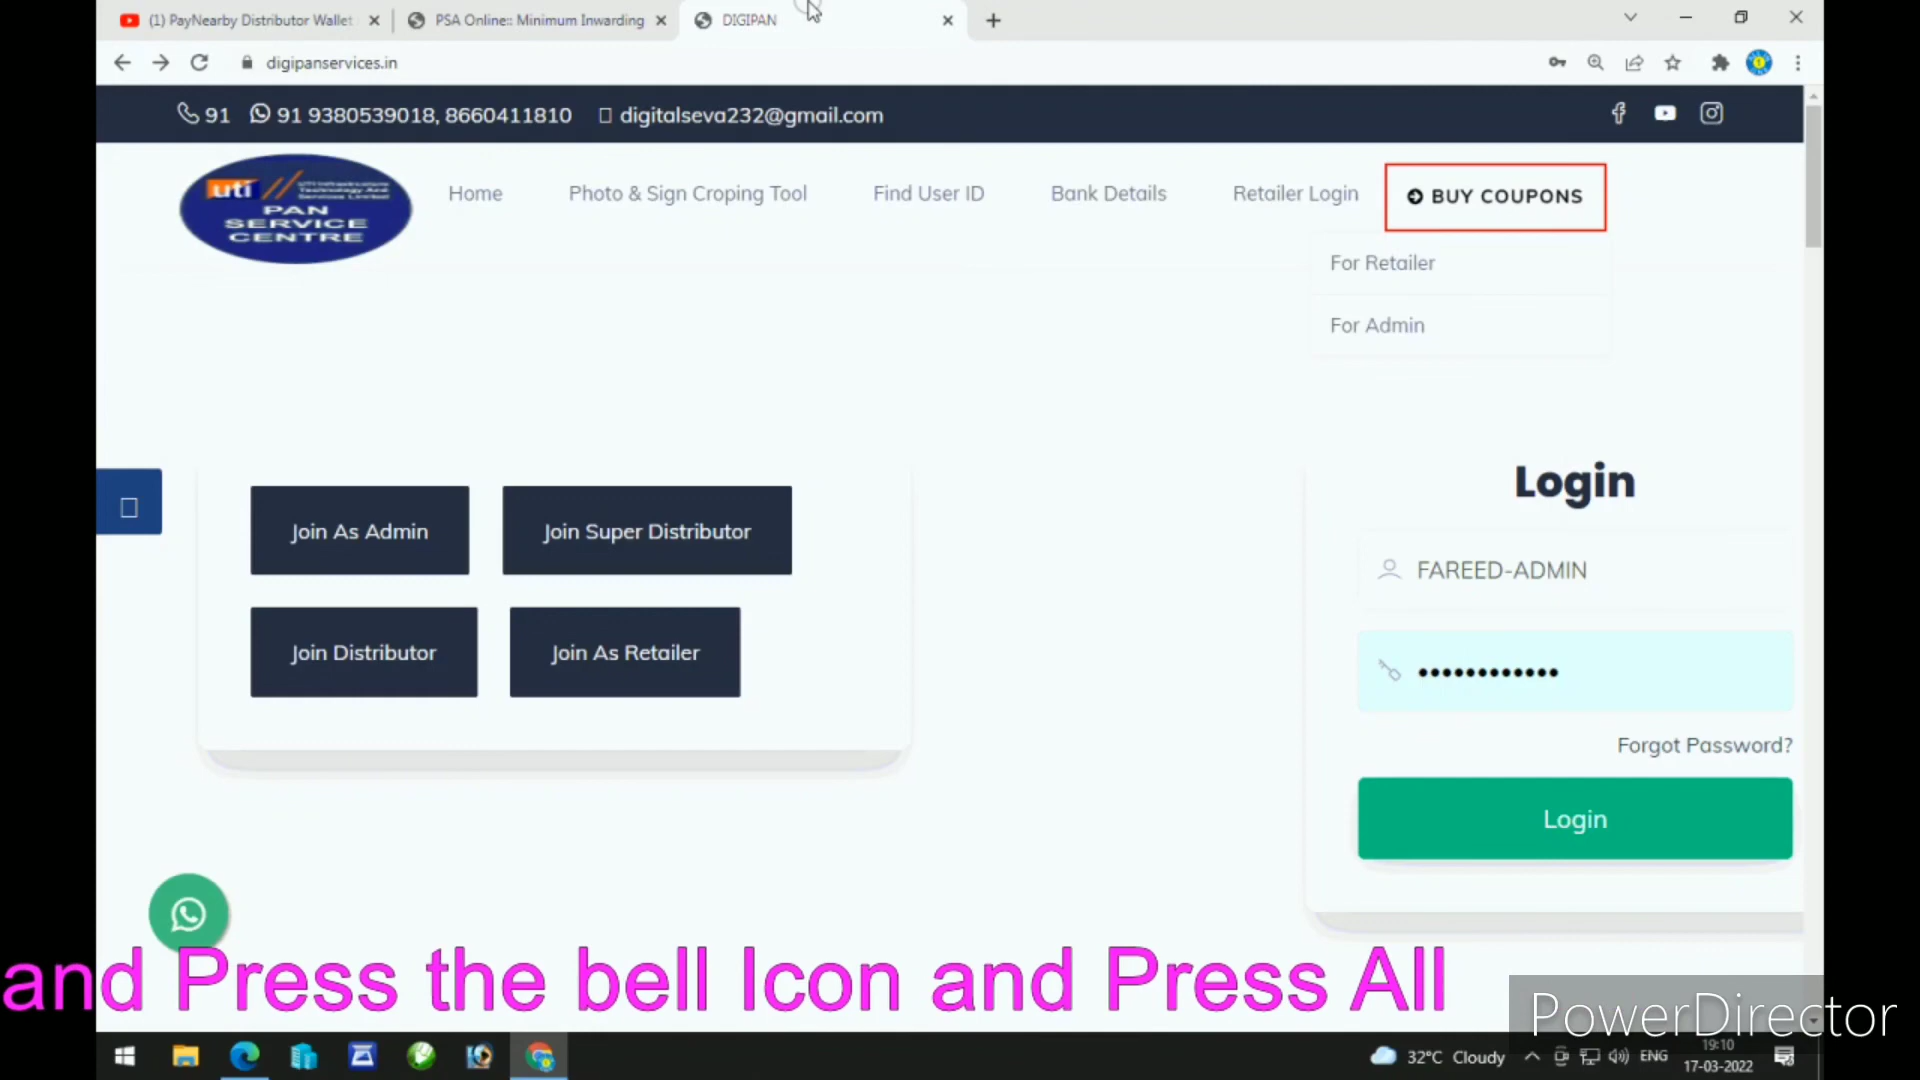 (1) PayNearby Distributor Wallet
PSA Online:: Minimum Inwarding
DIGIPAN
digipanservices.in
91 91 9380539018, 8660411810 digitalseva232@gmail.com
uti
PAN
SERVICE
CENTRE
Home
Photo & Sign Croping Tool
Find User ID
Bank Details
Retailer Login
BUY COUPONS
For Retailer
For Admin
Join As Admin
Join Super Distributor
Join Distributor
Join As Retailer
Login
FAREED-ADMIN
Forgot Password?
Login
and Press the bell Icon and Press All
PowerDirector
32°C Cloudy
ENG
19:10
17-03-2022